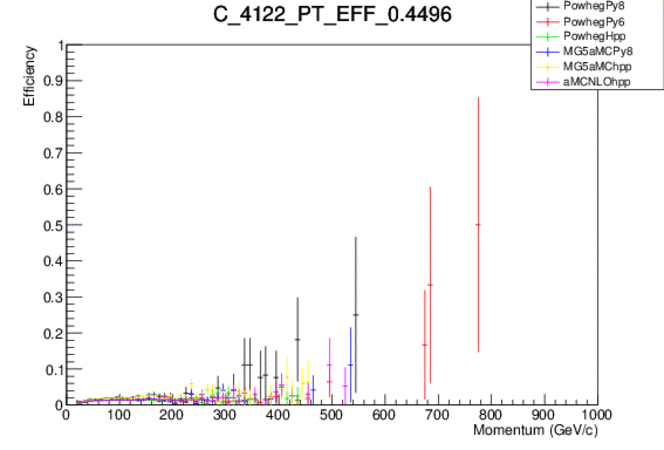 C_4122_PT_EFF_0.4496
PowhegPy8
PowhegPy6
PowhegHpp
MG5aMCPy8
MG5aMChpp
aMCNLOhpp
Efficiency
1
0.9
0.8
0.7
0.6
0.5
0.4
0.3
0.2
0.1
0
0 100 200 300 400 500 600 700 800 900 1000
Momentum (GeV/c)